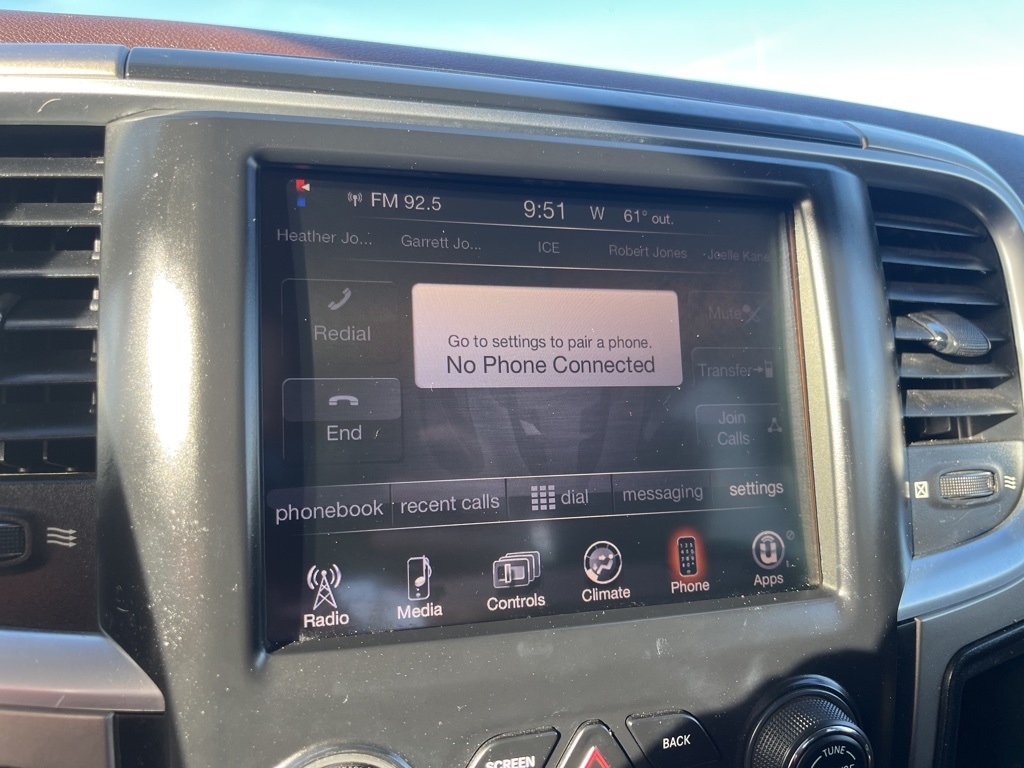 FM 92.5 9:51 W 61° out.
Heather Jo... Garrett Jo... ICE Robert Jones Joelle Kane
Redial
Go to settings to pair a phone.
No Phone Connected
Mute
Transfer
End
Join
Calls
phonebook recent calls dial messaging settings
Radio Media Controls Climate Phone Apps
SCREEN BACK TUNE